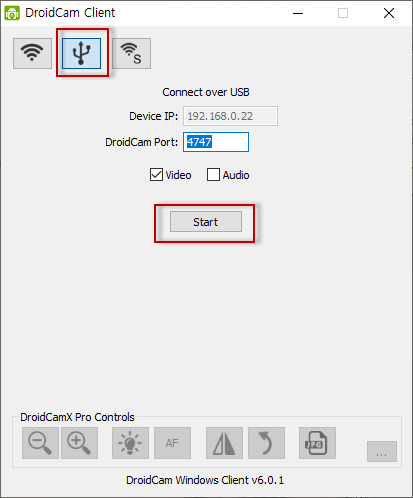 DroidCam Client
S
Connect over USB
Device IP: 192.168.0.22
DroidCam Port: 4747
Video Audio
Start
DroidCamX Pro Controls
AF
JPG
...
DroidCam Windows Client v6.0.1